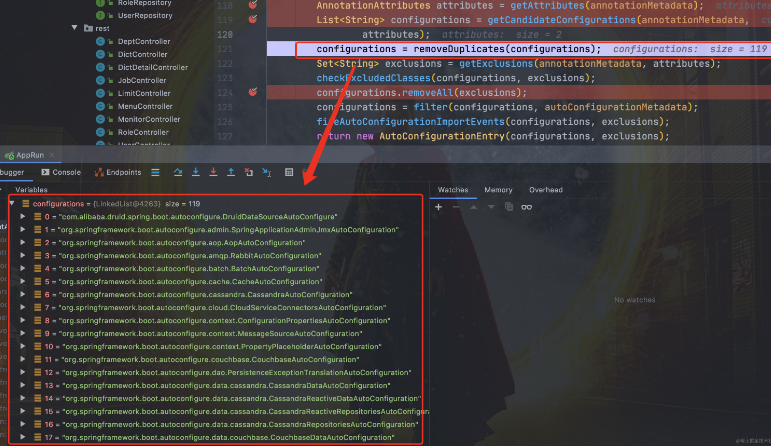 RoleRepository
UserRepository
rest
DeptController
DictController
DictDetailController
JobController
LimitController
MenuController
MonitorController
RoleController
118 AnnotationAttributes attributes = getAttributes(annotationMetadata); attributes
119 List<String> configurations = getCandidateConfigurations(annotationMetadata,
120 attributes); attributes: size = 2
121 configurations = removeDuplicates(configurations); configurations: size = 119
122 Set<String> exclusions = getExclusions(annotationMetadata, attributes);
123 checkExcludedClasses(configurations, exclusions);
124 configurations.removeAll(exclusions);
125 configurations = filter(configurations, autoConfigurationMetadata);
126 fireAutoConfigurationImportEvents(configurations, exclusions);
127 return new AutoConfigurationEntry(configurations, exclusions);
AppRun
bugger Console Endpoints
Variables
Watches Memory Overhead
configurations = {LinkedList@4263} size = 119
0 = "com.alibaba.druid.spring.boot.autoconfigure.DruidDataSourceAutoConfigure"
1 = "org.springframework.boot.autoconfigure.admin.SpringApplicationAdminJmxAutoConfiguration"
2 = "org.springframework.boot.autoconfigure.aop.AopAutoConfiguration"
3 = "org.springframework.boot.autoconfigure.amqp.RabbitAutoConfiguration"
4 = "org.springframework.boot.autoconfigure.batch.BatchAutoConfiguration"
5 = "org.springframework.boot.autoconfigure.cache.CacheAutoConfiguration"
6 = "org.springframework.boot.autoconfigure.cassandra.CassandraAutoConfiguration"
7 = "org.springframework.boot.autoconfigure.cloud.CloudServiceConnectorsAutoConfiguration"
8 = "org.springframework.boot.autoconfigure.context.ConfigurationPropertiesAutoConfiguration"
9 = "org.springframework.boot.autoconfigure.context.MessageSourceAutoConfiguration"
10 = "org.springframework.boot.autoconfigure.context.PropertyPlaceholderAutoConfiguration"
11 = "org.springframework.boot.autoconfigure.couchbase.CouchbaseAutoConfiguration"
12 = "org.springframework.boot.autoconfigure.dao.PersistenceExceptionTranslationAutoConfiguration"
13 = "org.springframework.boot.autoconfigure.data.cassandra.CassandraDataAutoConfiguration"
14 = "org.springframework.boot.autoconfigure.data.cassandra.CassandraReactiveDataAutoConfiguration"
15 = "org.springframework.boot.autoconfigure.data.cassandra.CassandraReactiveRepositoriesAutoConfigura
16 = "org.springframework.boot.autoconfigure.data.cassandra.CassandraRepositoriesAutoConfiguration"
17 = "org.springframework.boot.autoconfigure.data.couchbase.CouchbaseDataAutoConfiguration"
No watches